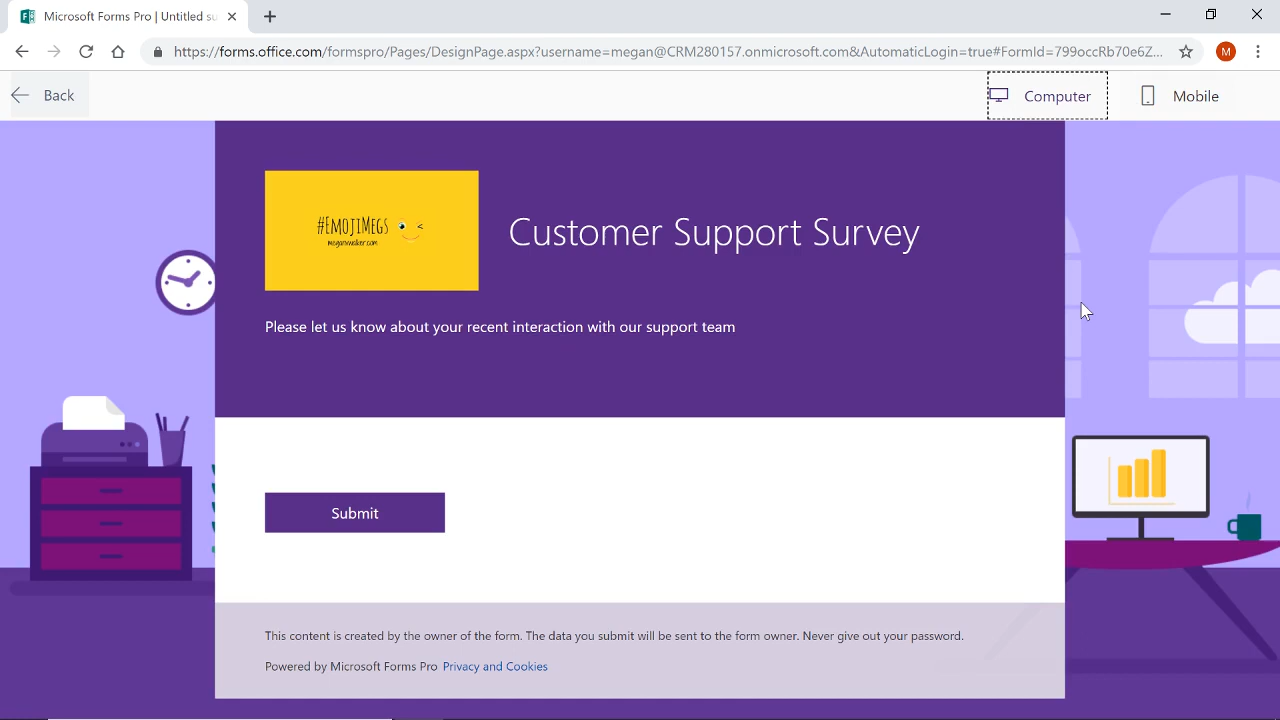 Microsoft Forms Pro | Untitled su
https://forms.office.com/formspro/Pages/DesignPage.aspx?username=megan@CRM280157.onmicrosoft.com&AutomaticLogin=true#FormId=799occRb70e6Z...
M
Back
Computer
Mobile
#EMOJIMEGS
meganvwalker.com
Customer Support Survey
Please let us know about your recent interaction with our support team
Submit
This content is created by the owner of the form. The data you submit will be sent to the form owner. Never give out your password.
Powered by Microsoft Forms Pro Privacy and Cookies